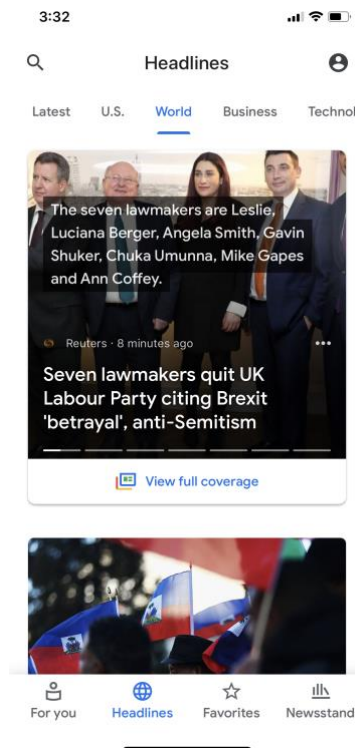 3:32
Headlines
Latest U.S. World Business Technol
The seven lawmakers are Leslie,
Luciana Berger, Angela Smith, Gavin
Shuker, Chuka Umunna, Mike Gapes
and Ann Coffey.
Reuters · 8 minutes ago
Seven lawmakers quit UK
Labour Party citing Brexit
'betrayal', anti-Semitism
View full coverage
For you Headlines Favorites Newsstand